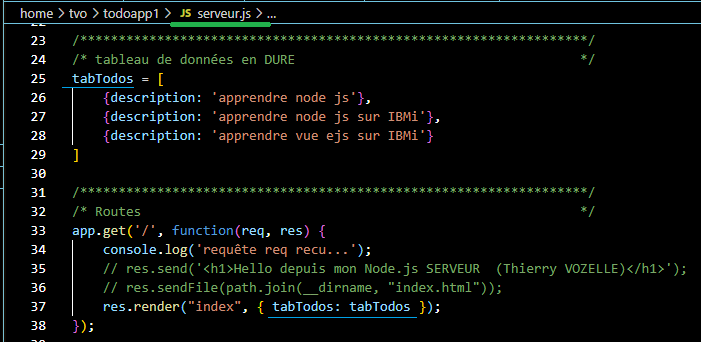 home > tvo > todoapp1 > JS serveur.js > ...
22
23 /******************************************************************/
24 /* tableau de données en DURE */
25 tabTodos = [
26 {description: 'apprendre node js'},
27 {description: 'apprendre node js sur IBMi'},
28 {description: 'apprendre vue ejs sur IBMi'}
29 ]
30
31 /******************************************************************/
32 /* Routes */
33 app.get('/', function(req, res) {
34 console.log('requête req recu...');
35 // res.send('<h1>Hello depuis mon Node.js SERVEUR (Thierry VOZELLE)</h1>');
36 // res.sendFile(path.join(__dirname, "index.html"));
37 res.render("index", { tabTodos: tabTodos });
38 });